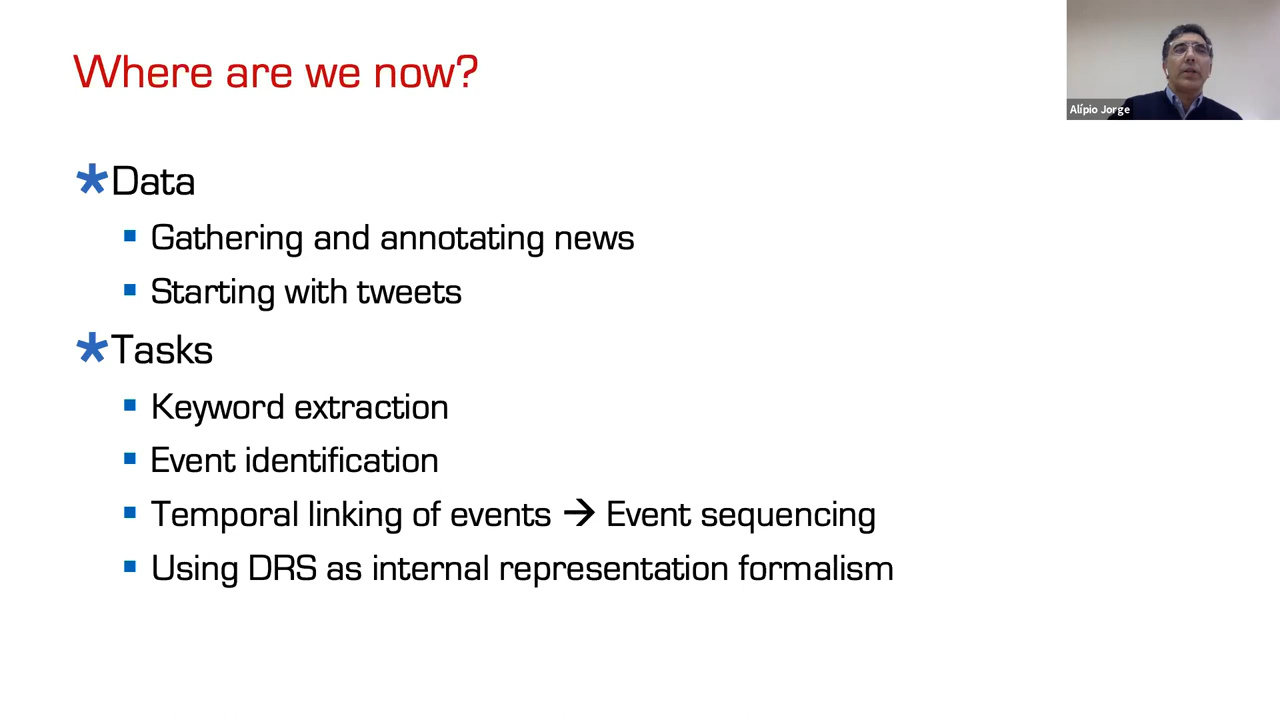 Where are we now?
Alípio Jorge
Data
Gathering and annotating news
Starting with tweets
Tasks
Keyword extraction
Event identification
Temporal linking of events → Event sequencing
Using DRS as internal representation formalism